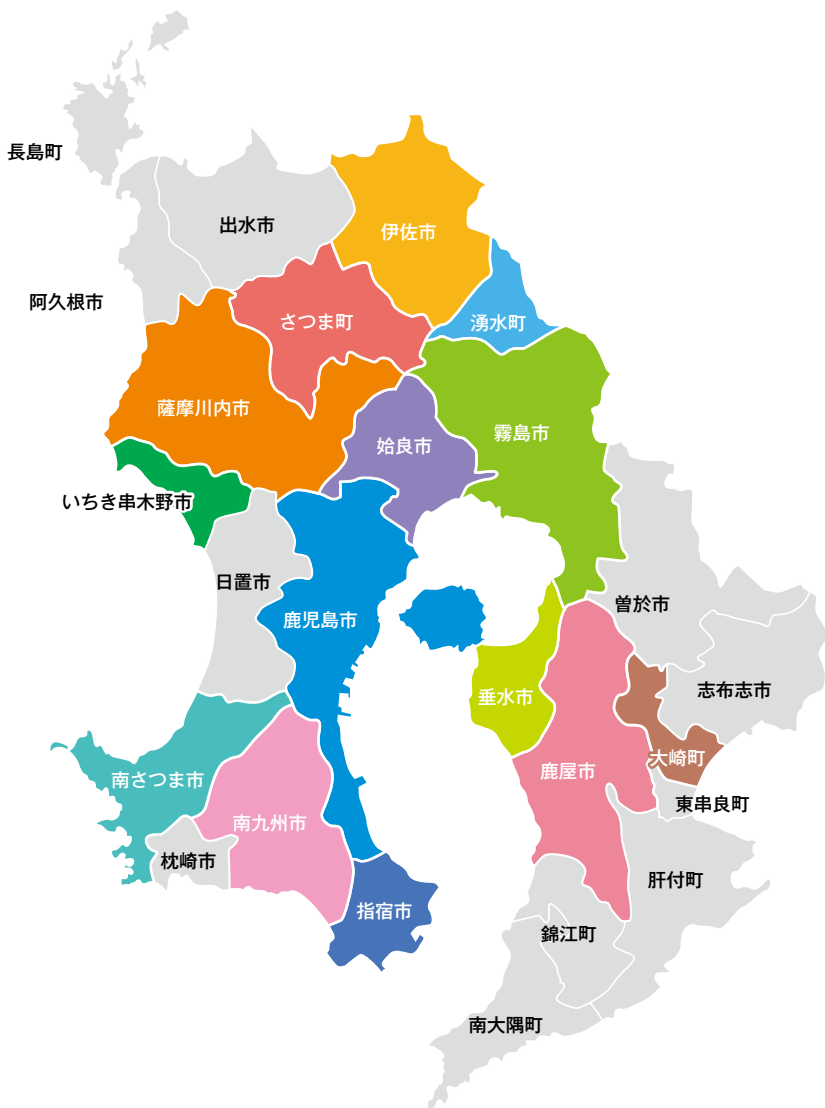 長島町
出水市
伊佐市
阿久根市
さつま町
湧水町
薩摩川内市
姶良市
霧島市
いちき串木野市
日置市
鹿児島市
曽於市
垂水市
志布志市
南さつま市
鹿屋市
大崎町
東串良町
南九州市
枕崎市
肝付町
指宿市
錦江町
南大隅町